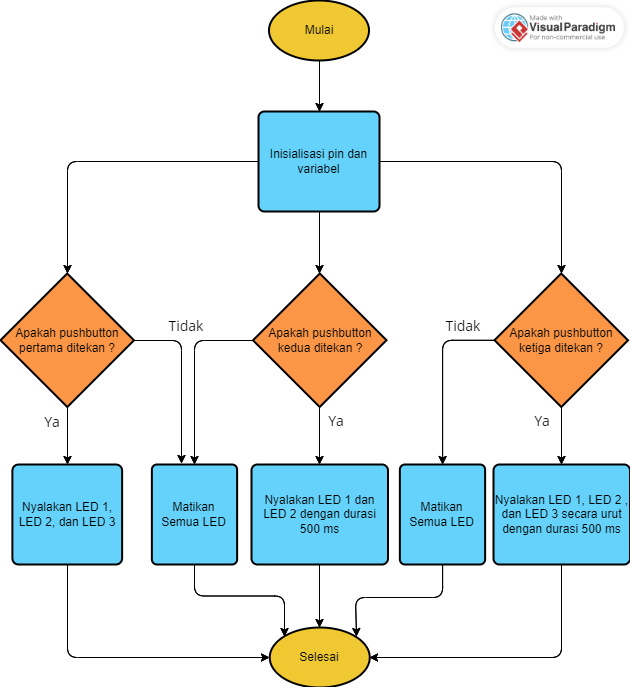 Made with
Visual Paradigm
For non-commercial use
Mulai
Inisialisasi pin dan
variabel
Apakah pushbutton
pertama ditekan ?
Tidak
Apakah pushbutton
kedua ditekan ?
Tidak
Apakah pushbutton
ketiga ditekan ?
Ya
Ya
Ya
Nyalakan LED 1,
LED 2, dan LED 3
Matikan
Semua LED
Nyalakan LED 1 dan
LED 2 dengan durasi
500 ms
Matikan
Semua LED
Nyalakan LED 1, LED 2 ,
dan LED 3 secara urut
dengan durasi 500 ms
Selesai